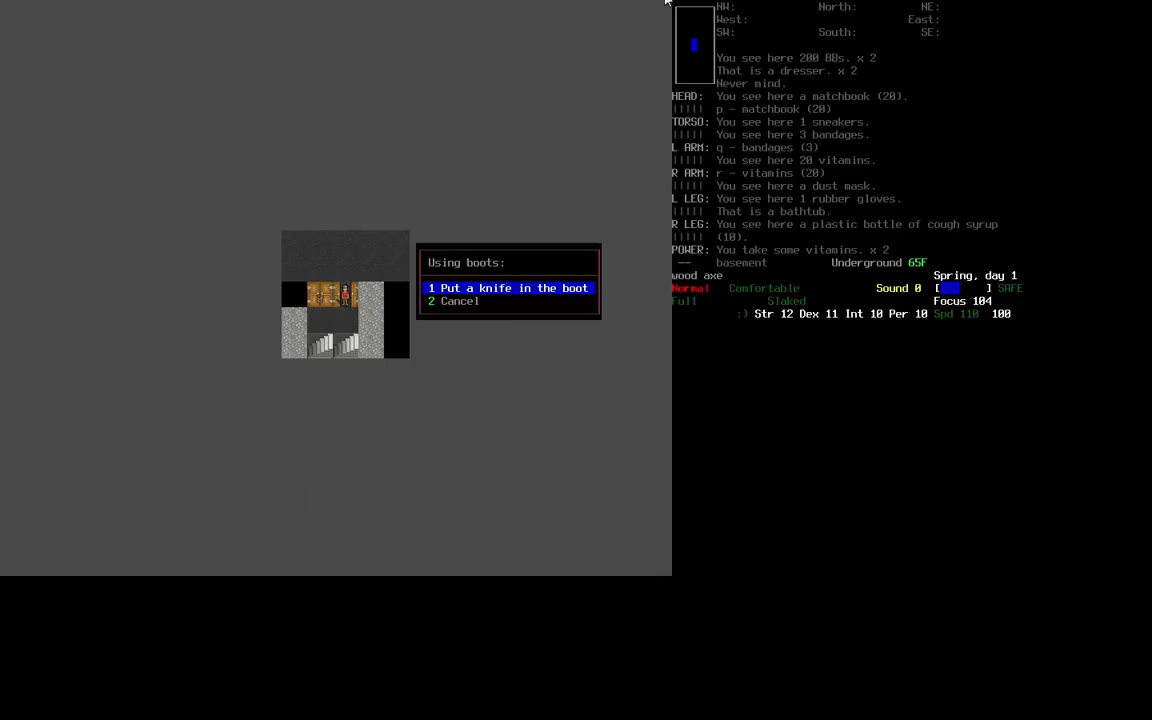 NW: North: NE:
West: East:
SW: South: SE:
You see here 200 BBs. x 2
That is a dresser. x 2
Never mind.
HEAD: You see here a matchbook (20).
||||| p - matchbook (20)
TORSO: You see here 1 sneakers.
||||| You see here 3 bandages.
L ARM: q - bandages (3)
||||| You see here 20 vitamins.
R ARM: r - vitamins (20)
||||| You see here a dust mask.
L LEG: You see here 1 rubber gloves.
||||| That is a bathtub.
R LEG: You see here a plastic bottle of cough syrup
||||| (10).
POWER: You take some vitamins. x 2
-- basement Underground 65F
wood axe Spring, day 1
Normal Comfortable Sound 0 [ ] SAFE
Full Slaked Focus 104
:) Str 12 Dex 11 Int 10 Per 10 Spd 110 100
Using boots:
1 Put a knife in the boot
2 Cancel